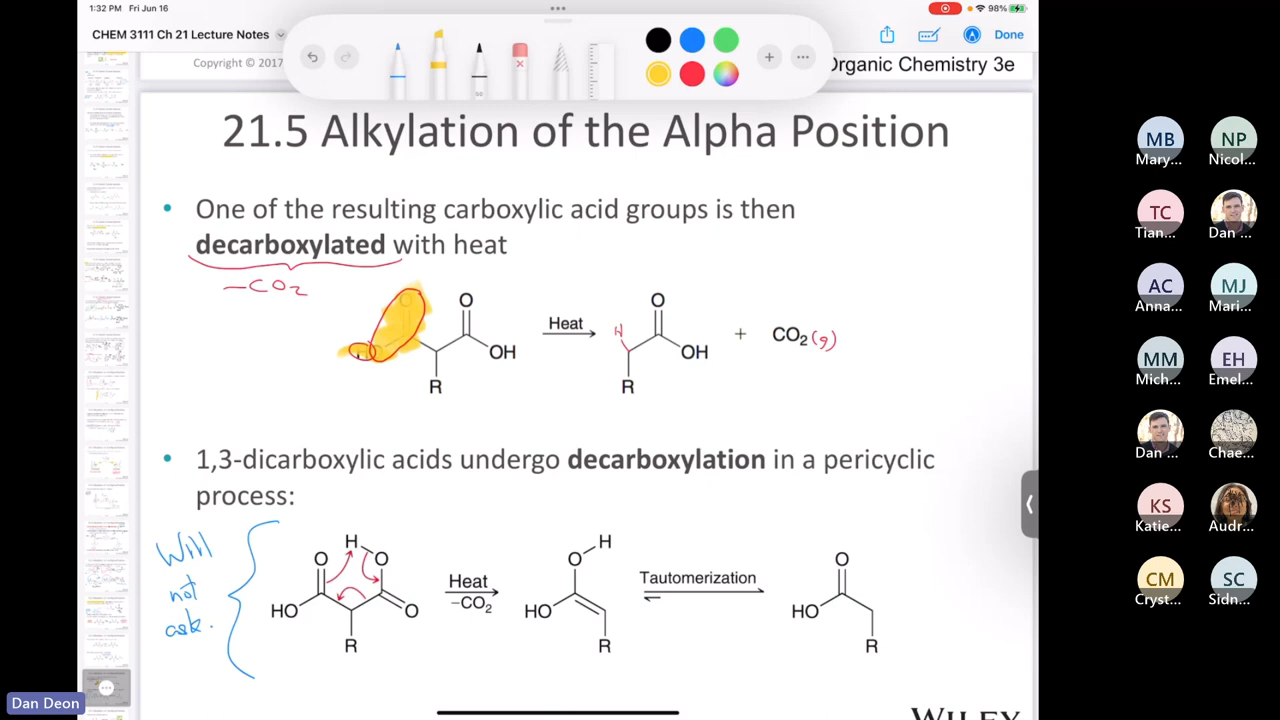 1:32 PM Fri Jun 16
98%
CHEM 3111 Ch 21 Lecture Notes
Done
Copyright © 2017
Organic Chemistry 3e
21.5 Alkylation of the Alpha Position
• One of the resulting carboxylic acid groups is then
decarboxylated with heat
-CO2
O
OH
R
Heat
H
O
OH
R
+
CO2(g)
• 1,3-dicarboxylic acids undergo decarboxylation in a pericyclic
process:
Will
not
ask.
H
O
O
HO
O
R
Heat
-CO2
H
O
HO
R
Tautomerization
O
HO
R
WILEY
Dan Deon
MB
Mary...
NP
Nicol...
TC
Tian...
Dan ...
AC
Anna...
MJ
Mari...
MM
Mich...
EH
Emel...
Dan ...
Chae...
KS
Katie...
Audr...
CM
Cryst...
SC
Sidn...